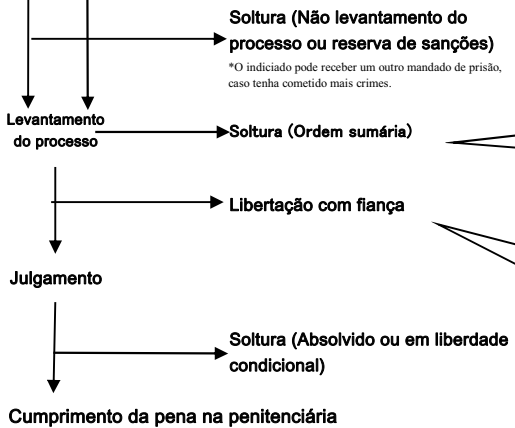 Soltura (Não levantamento do
processo ou reserva de sanções)
*O indiciado pode receber um outro mandado de prisão,
caso tenha cometido mais crimes.
Levantamento
do processo
Soltura (Ordem sumária)
Libertação com fiança
Julgamento
Soltura (Absolvido ou em liberdade
condicional)
Cumprimento da pena na penitenciária